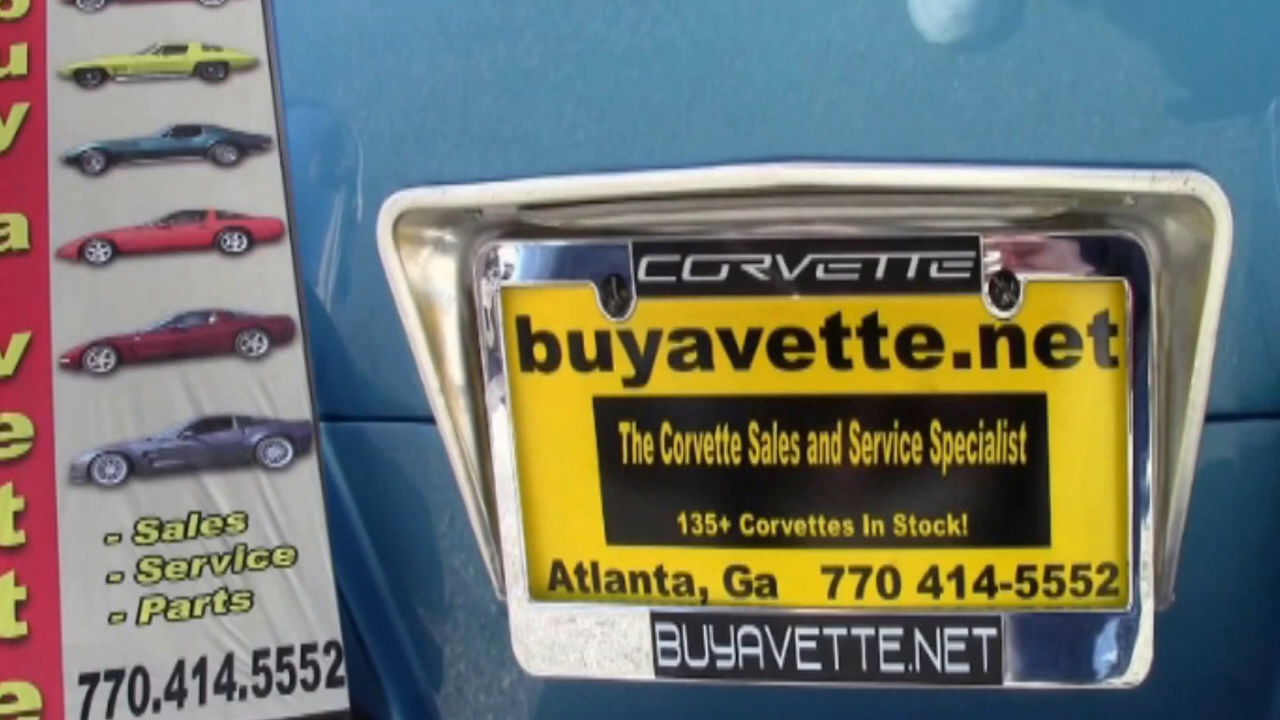 buyavette
- Sales
- Service
- Parts
770.414.5552
CORVETTE
buyavette.net
The Corvette Sales and Service Specialist
135+ Corvettes In Stock!
Atlanta, Ga 770 414-5552
BUYAVETTE.NET